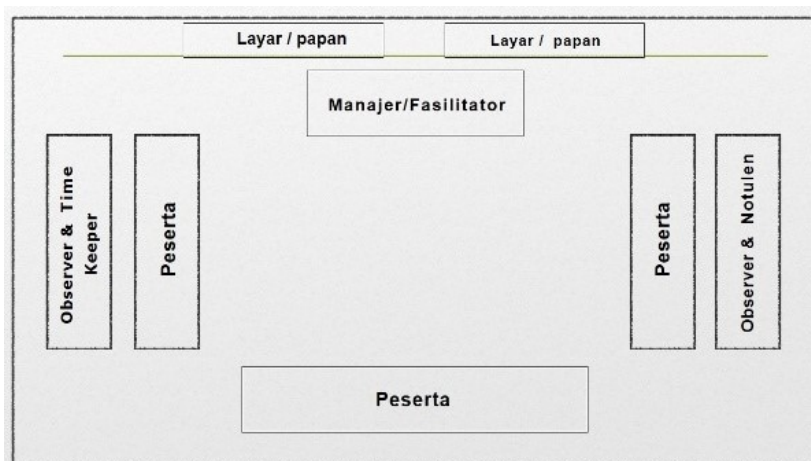 Layar / papan
Layar / papan
Manajer/Fasilitator
Observer & Time
Keeper
Peserta
Peserta
Observer & Notulen
Peserta